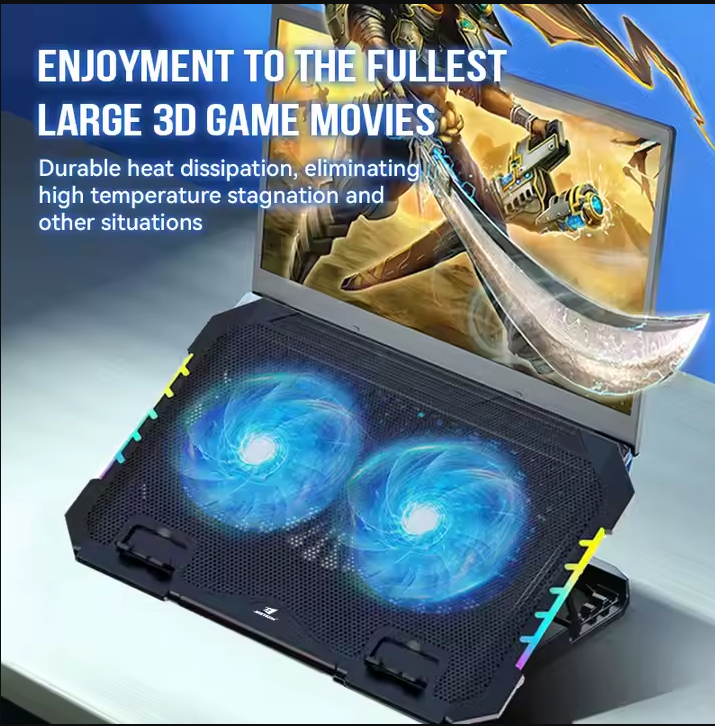 ENJOYMENT TO THE FULLEST
LARGE 3D GAME MOVIES
Durable heat dissipation, eliminating
high temperature stagnation and
other situations